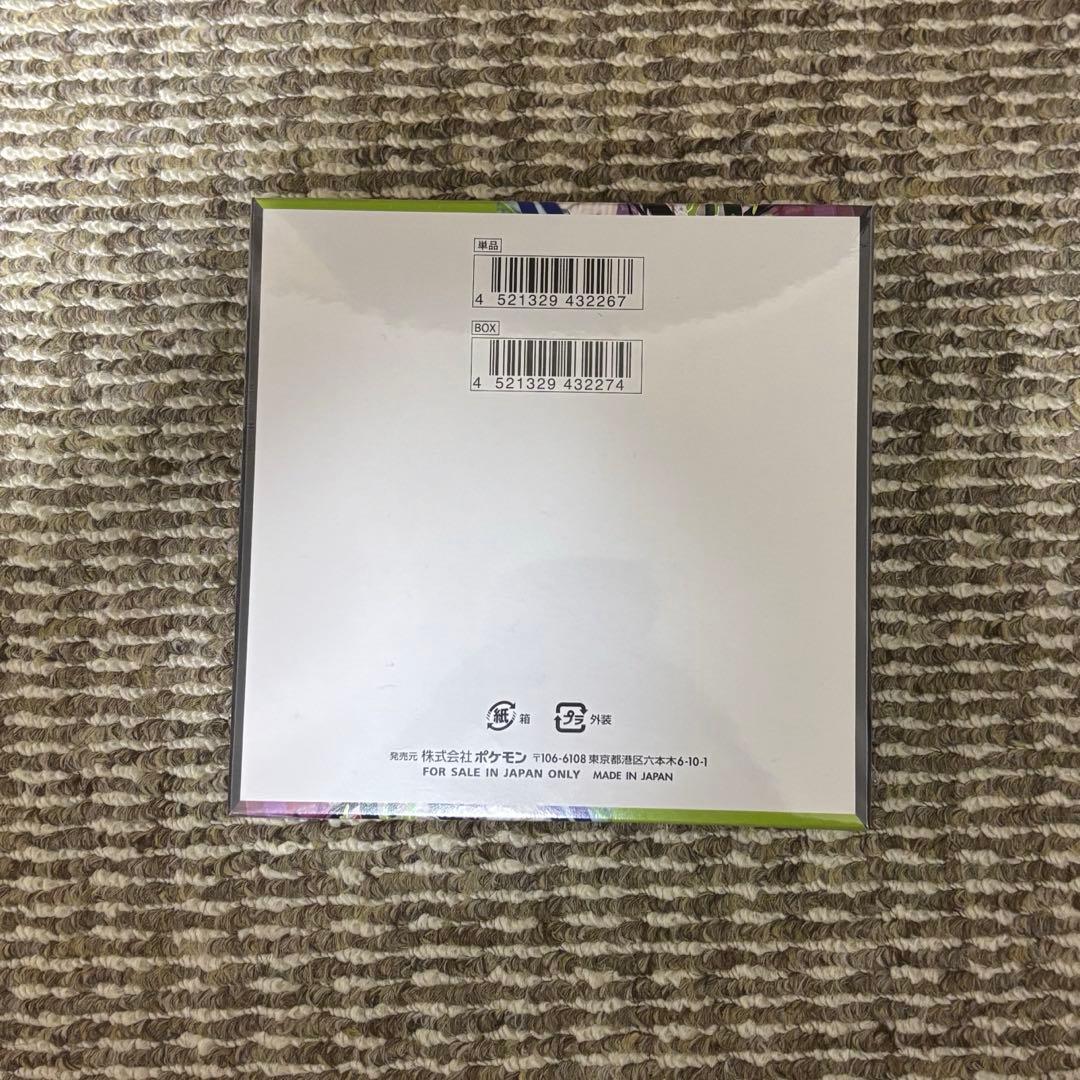 単品
4 521329 432267
BOX
4 521329 432274
紙 箱 プラ 外装
発売元 株式会社 ポケモン 〒106-6108 東京都港区六本木6-10-1
FOR SALE IN JAPAN ONLY MADE IN JAPAN